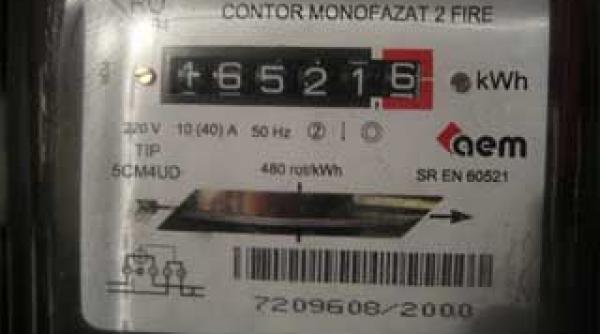 CONTOR MONOFAZAT 2 FIRE
165216 kWh
220 V 10 (40) A 50 Hz 2
TIP
5CM4UD
480 rot/kWh
aem
SR EN 60521
7209608/2000